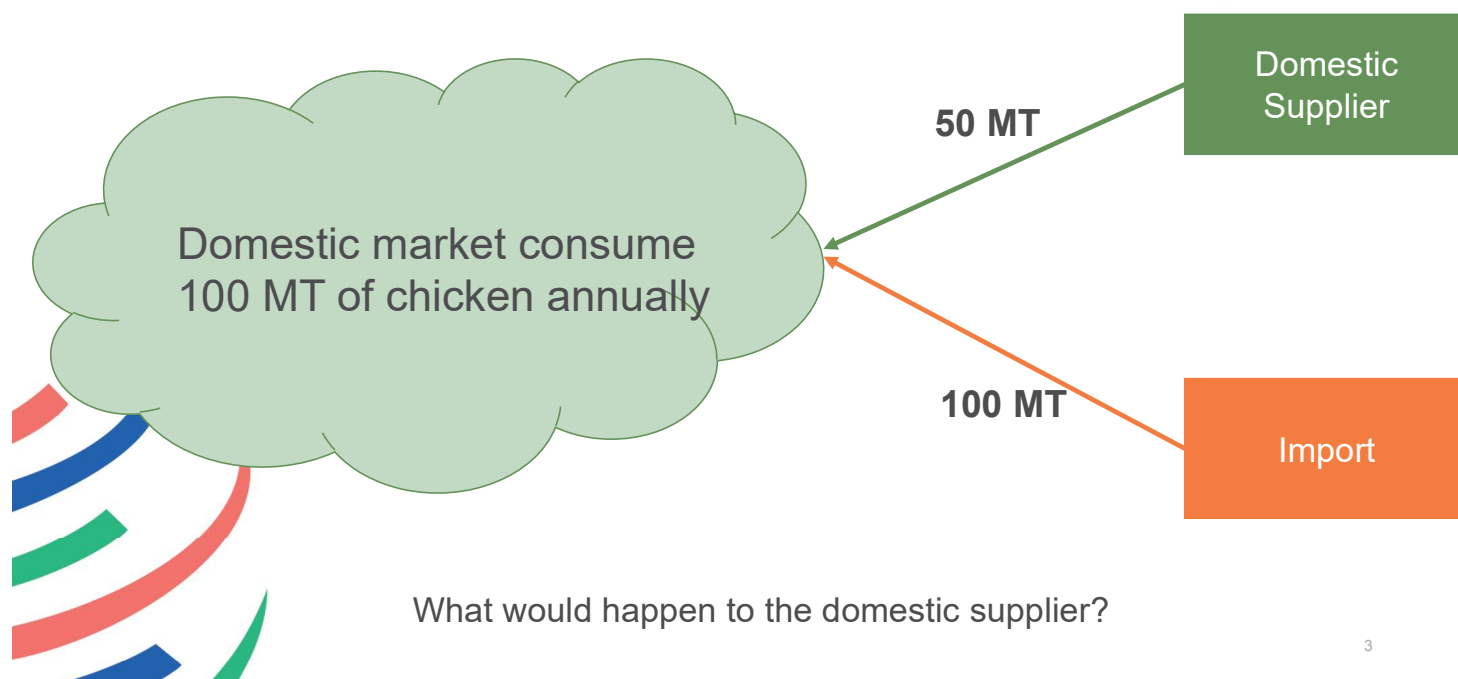 Domestic
Supplier
50 MT
Domestic market consume
100 MT of chicken annually
100 MT
Import
What would happen to the domestic supplier?
3